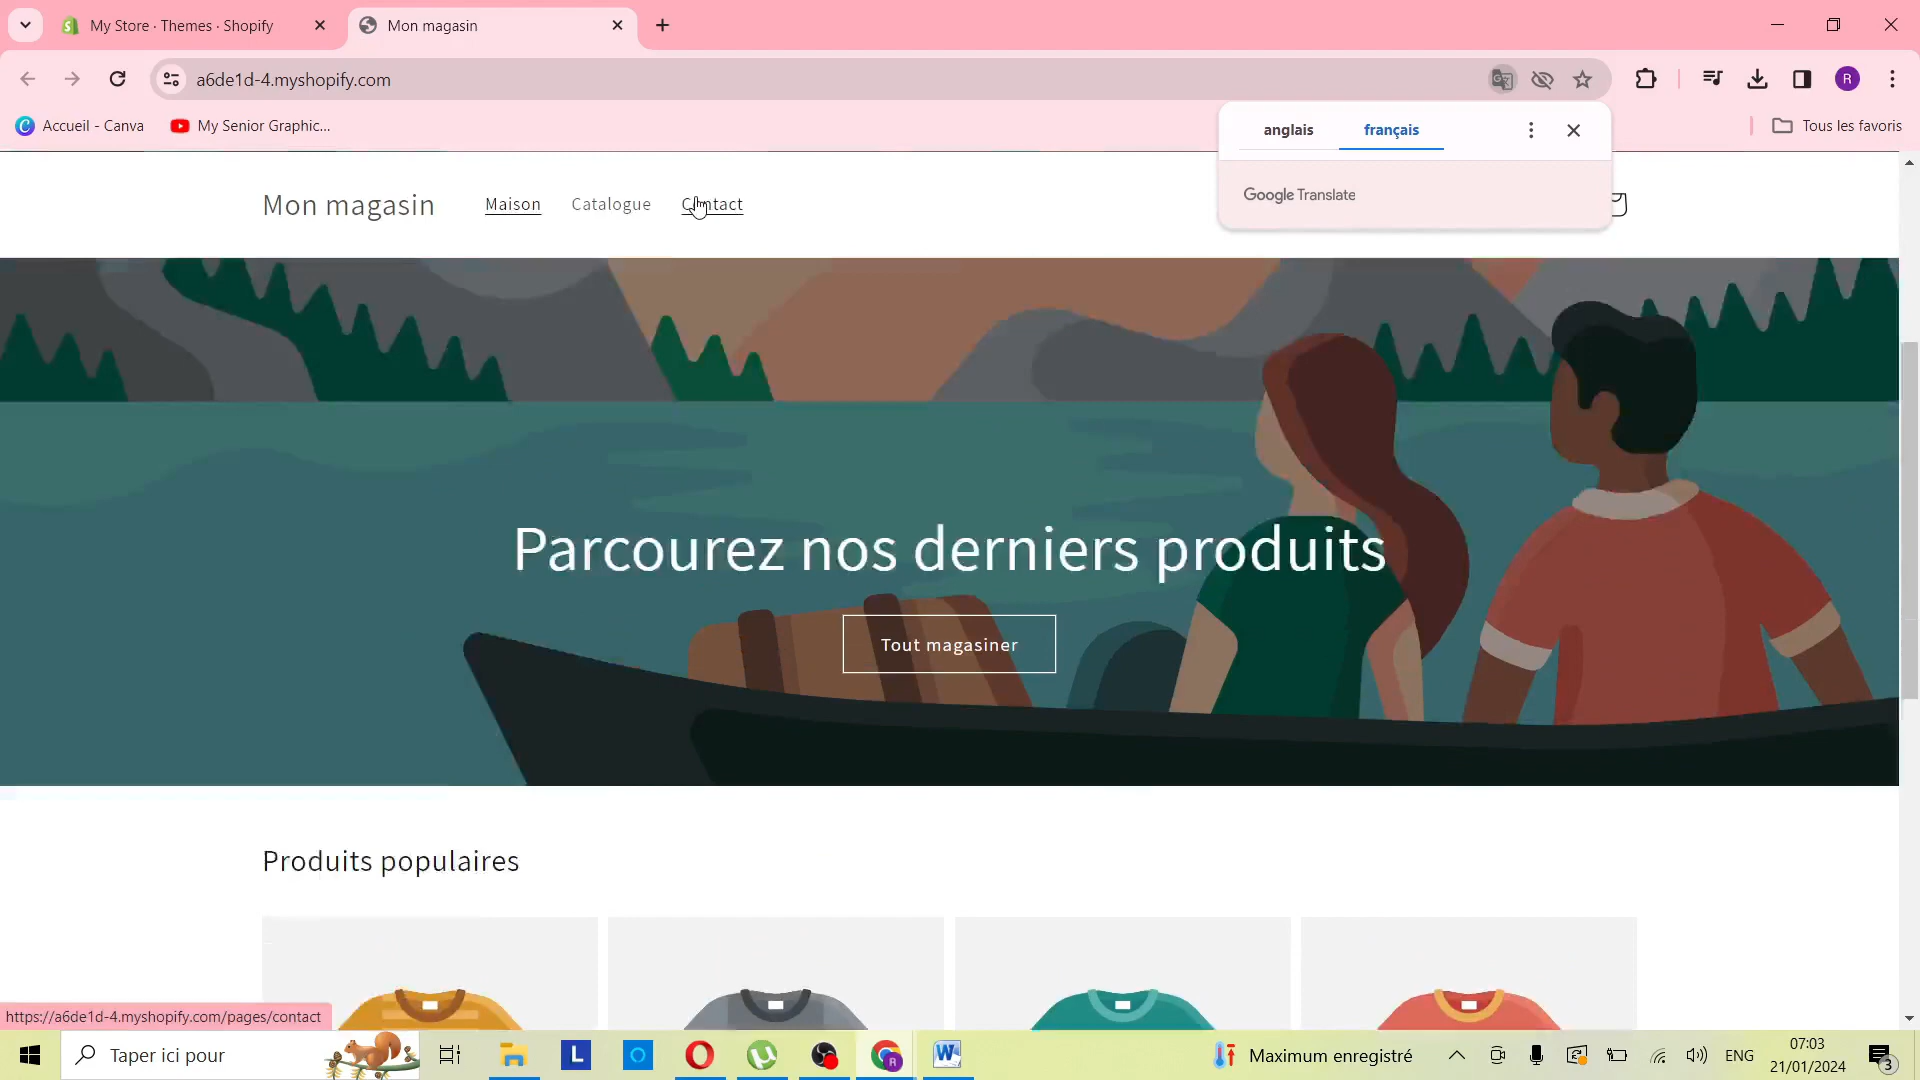 My Store · Themes · Shopify
Mon magasin
a6de1d-4.myshopify.com
R
Accueil - Canva
My Senior Graphic...
Tous les favoris
anglais
français
Google Translate
Mon magasin
Maison
Catalogue
Contact
Parcourez nos derniers produits
Tout magasiner
Produits populaires
https://a6de1d-4.myshopify.com/pages/contact
Taper ici pour
Maximum enregistré
ENG
07:03
21/01/2024
3